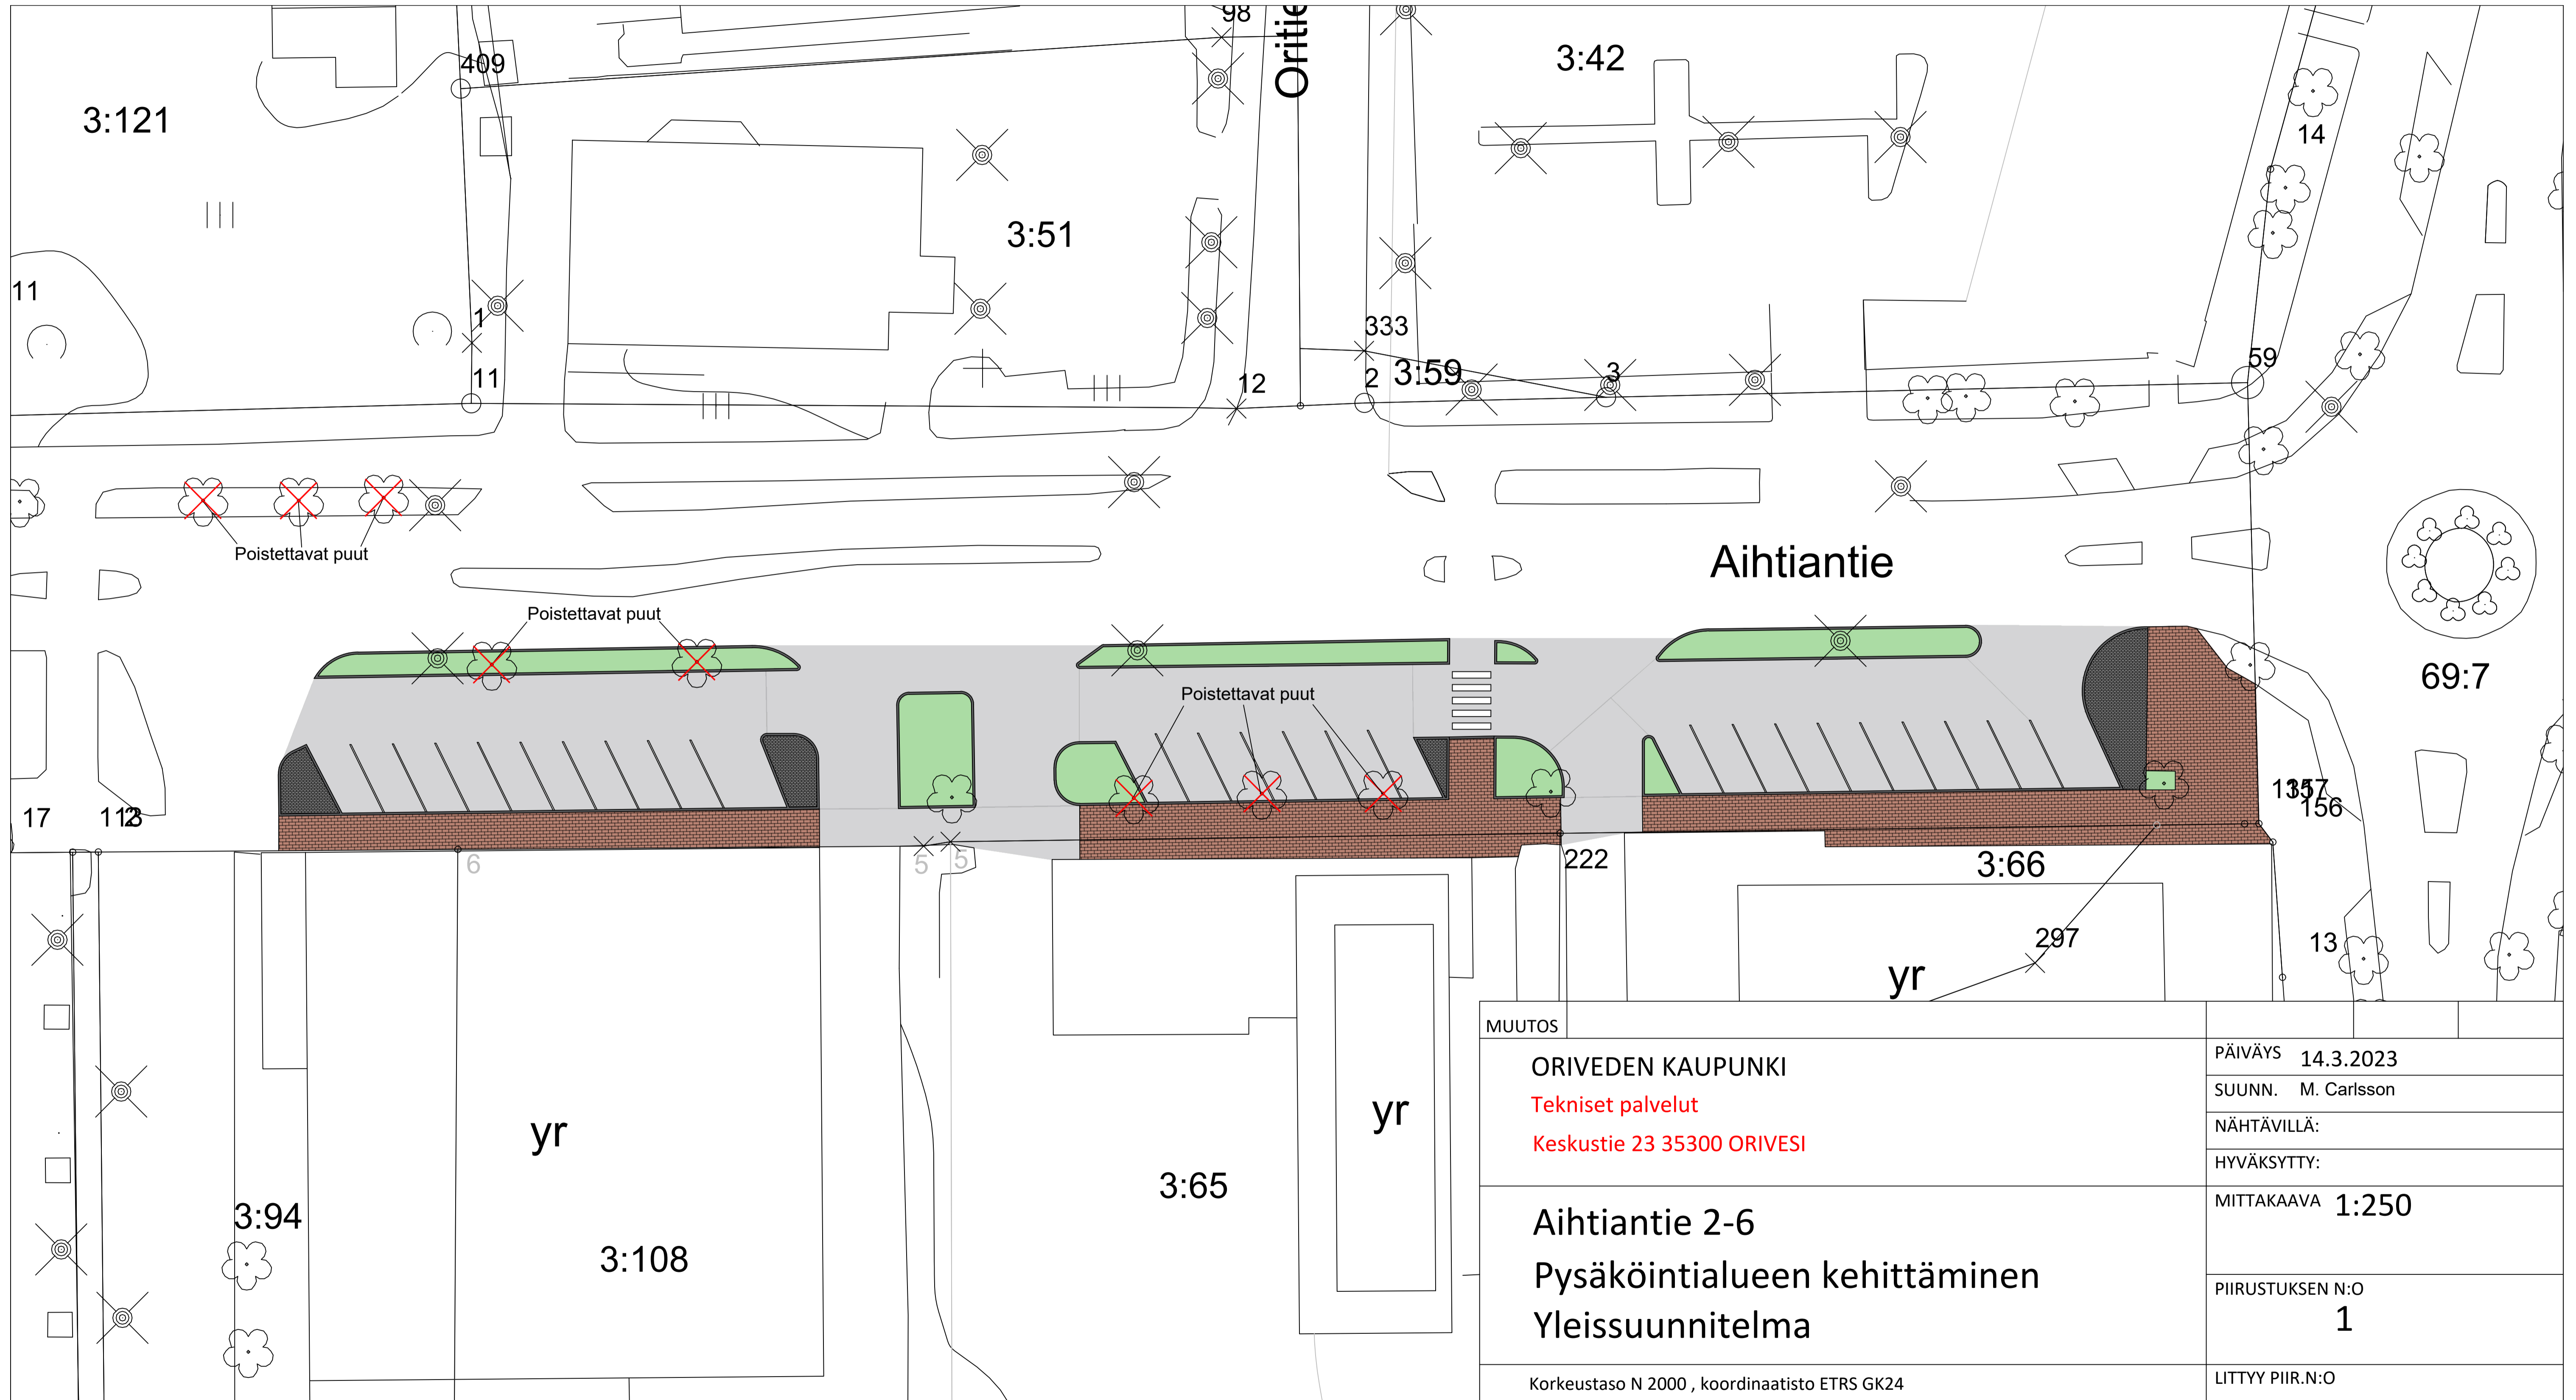 98
Oritie
409
3:42
3:121
14
3:51
11
1
333
59
11
12
2
3:59
3
Poistettavat puut
Aihtiantie
Poistettavat puut
69:7
Poistettavat puut
17
157
156
6
5
5
222
3:66
297
13
yr
yr
yr
3:65
3:94
3:108
MUUTOS
ORIVEDEN KAUPUNKI
Tekniset palvelut
Keskustie 23 35300 ORIVESI
PÄIVÄYS 14.3.2023
SUUNN. M. Carlsson
NÄHTÄVILLÄ:
HYVÄKSYTTY:
Aihtiantie 2-6
Pysäköintialueen kehittäminen
Yleissuunnitelma
MITTAKAAVA 1:250
PIIRUSTUKSEN N:O
1
Korkeustaso N 2000 , koordinaatisto ETRS GK24
LITTYY PIIR.N:O